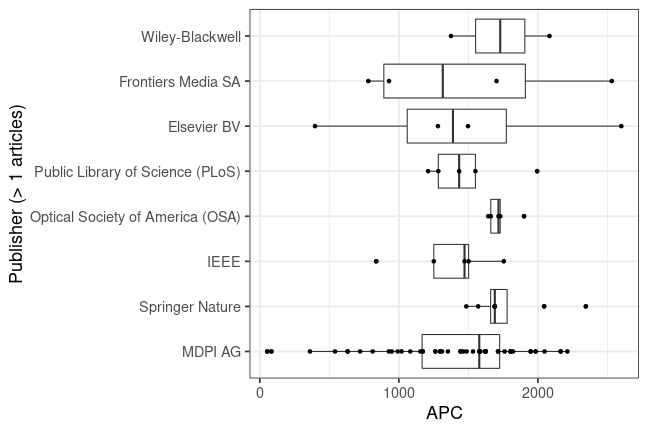 Publisher (> 1 articles)
Wiley-Blackwell
Frontiers Media SA
Elsevier BV
Public Library of Science (PLoS)
Optical Society of America (OSA)
IEEE
Springer Nature
MDPI AG
0 1000 2000
APC